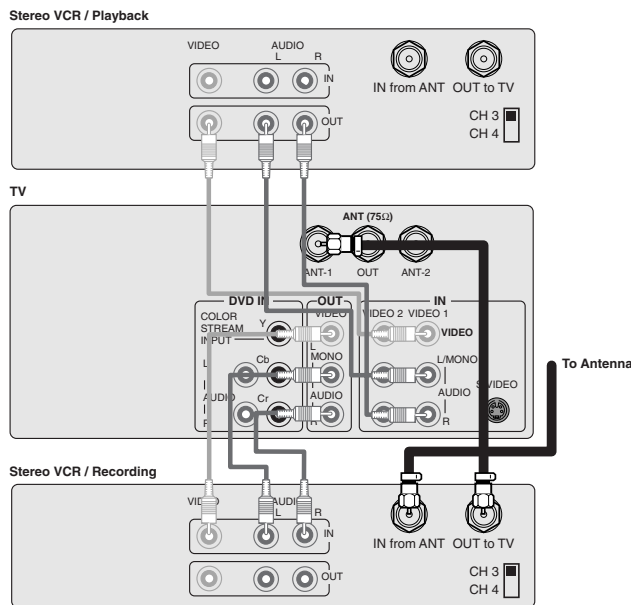 Stereo VCR / Playback
VIDEO
AUDIO
L R
IN
OUT
IN from ANT OUT to TV
CH 3
CH 4
TV
ANT (75Ω)
ANT-1 OUT ANT-2
DVD IN
OUT
IN
COLOR
STREAM
INPUT
Y
Cb
Cr
L
AUDIO
R
VIDEO
L
MONO
AUDIO
R
VIDEO 2 VIDEO 1
VIDEO
L/MONO
AUDIO
R
S-VIDEO
To Antenna
Stereo VCR / Recording
VIDEO
AUDIO
L R
IN
OUT
IN from ANT OUT to TV
CH 3
CH 4